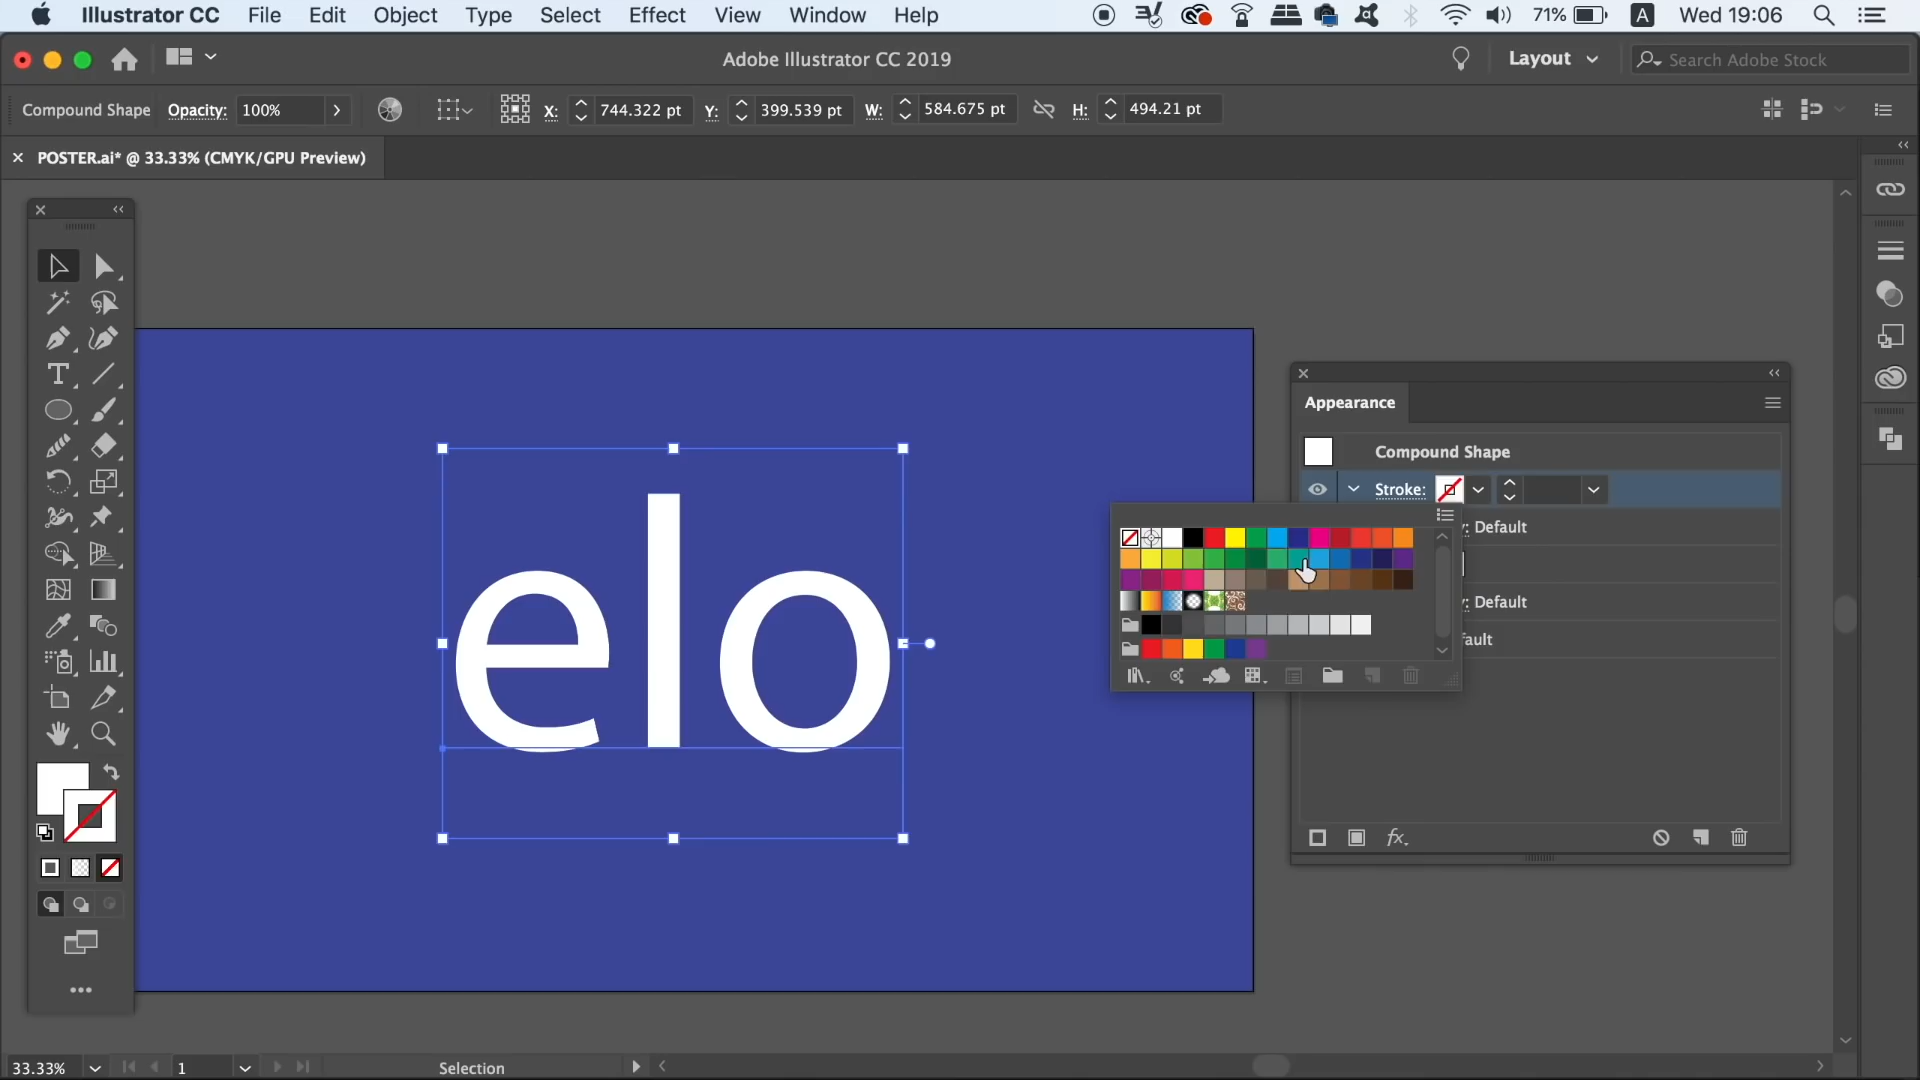 Illustrator CC File Edit Object Type Select Effect View Window Help 71% A Wed 19:06
Adobe Illustrator CC 2019 Layout Search Adobe Stock
Compound Shape Opacity: 100% X: 744.322 pt Y: 399.539 pt W: 584.675 pt H: 494.21 pt
POSTER.ai* @ 33.33% (CMYK/GPU Preview)
elo
Appearance
Compound Shape
Stroke:
y: Default
y: Default
fault
fx.
33.33% 1 Selection